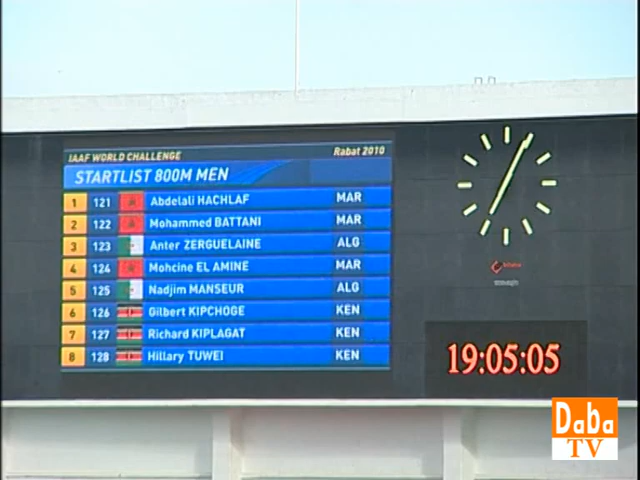 IAAF WORLD CHALLENGE Rabat 2010
STARTLIST 800M MEN
1 121 Abdelali HACHLAF MAR
2 122 Mohammed BATTANI MAR
3 123 Anter ZERGUELAINE ALG
4 124 Mohcine EL AMINE MAR
5 125 Nadjim MANSEUR ALG
6 126 Gilbert KIPCHOGE KEN
7 127 Richard KIPLAGAT KEN
8 128 Hillary TUWEI KEN
19:05:05
Daba
TV